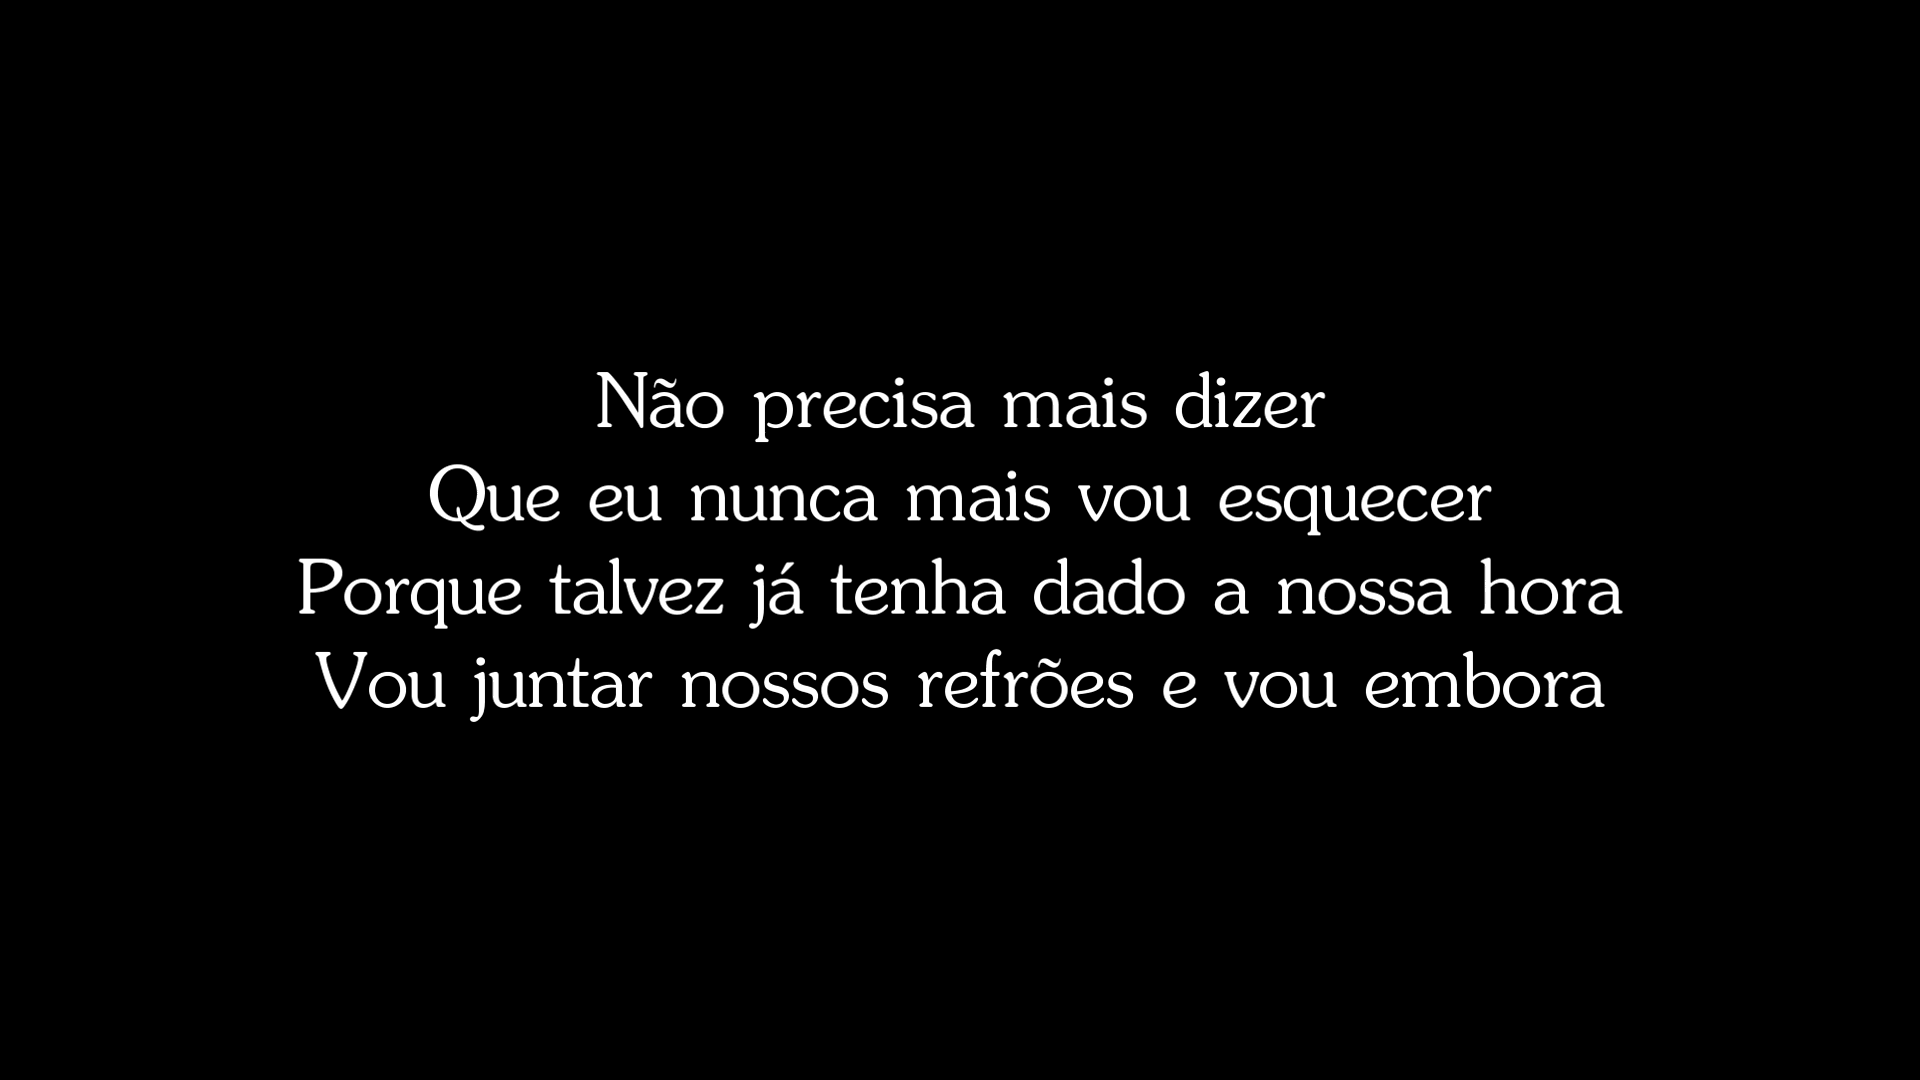 Não precisa mais dizer
Que eu nunca mais vou esquecer
Porque talvez já tenha dado a nossa hora
Vou juntar nossos refrões e vou embora